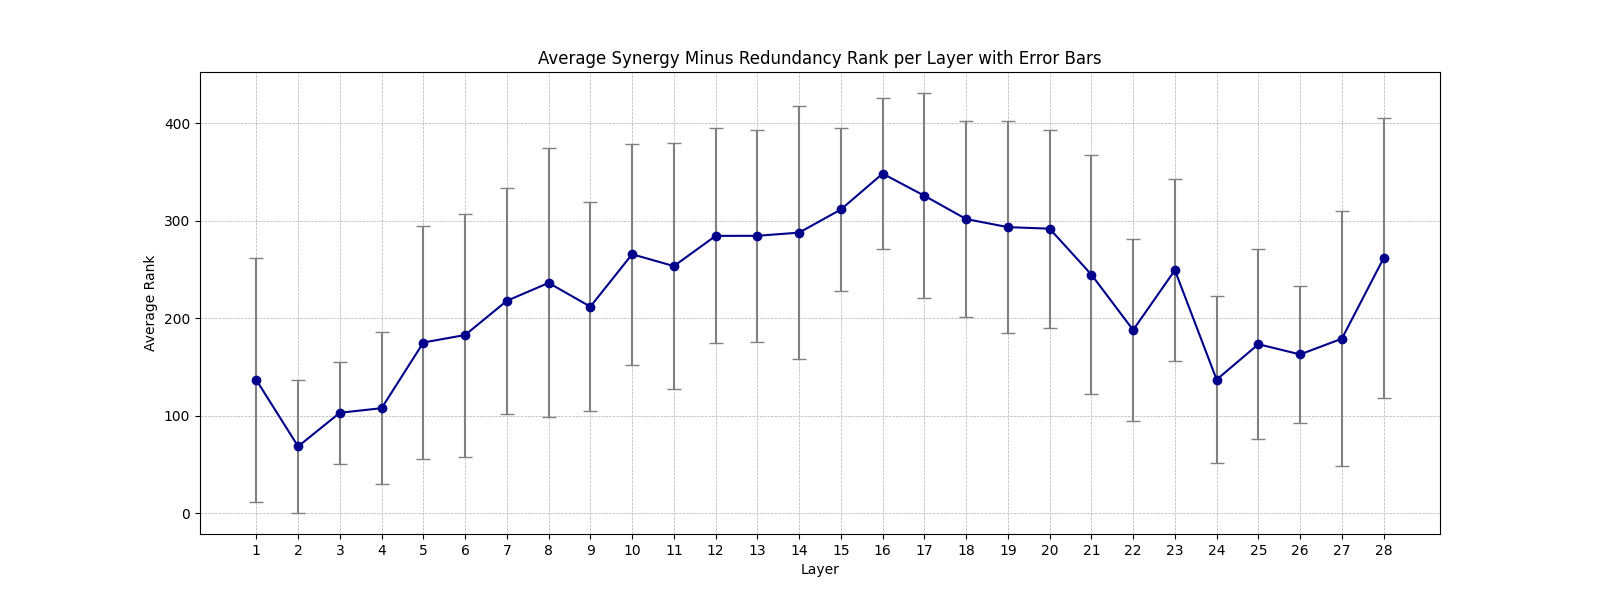 Average Synergy Minus Redundancy Rank per Layer with Error Bars
Average Rank
400
300
200
100
0
1 2 3 4 5 6 7 8 9 10 11 12 13 14 15 16 17 18 19 20 21 22 23 24 25 26 27 28
Layer